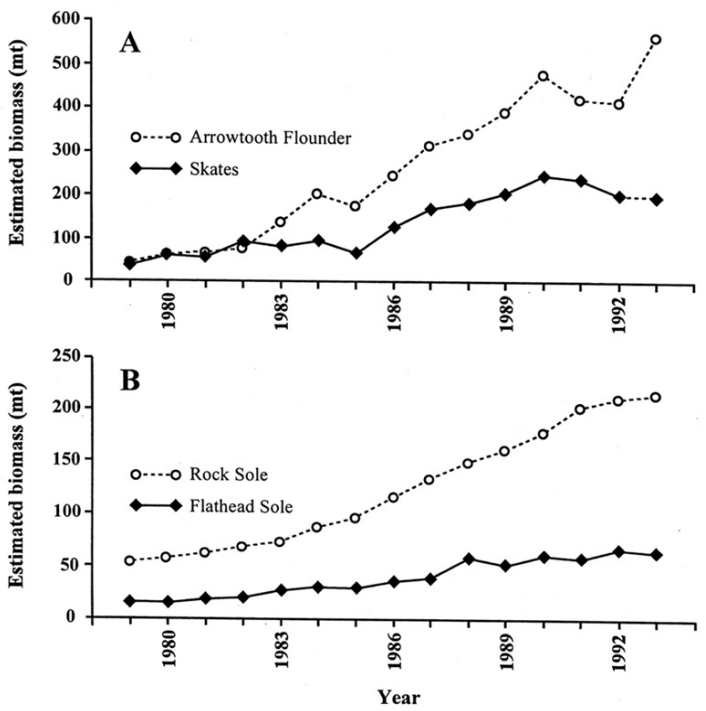 A
Estimated biomass (mt)
600
500
400
300
200
100
0
Arrowtooth Flounder
Skates
1980
1983
1986
1989
1992
B
Estimated biomass (mt)
250
200
150
100
50
0
Rock Sole
Flathead Sole
1980
1983
1986
1989
1992
Year